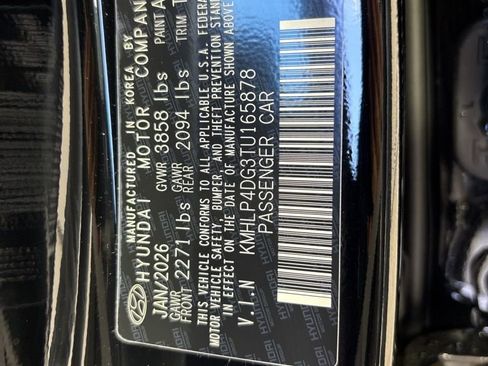 MANUFACTURED IN KOREA BY
HYUNDAI MOTOR COMPANY
JAN/2026 GVWR 3858 lbs PAINT
GAWR FRONT 2271 lbs GAWR REAR 2094 lbs TRIM
THIS VEHICLE CONFORMS TO ALL APPLICABLE U.S.A. FEDERAL
MOTOR VEHICLE SAFETY, BUMPER, AND THEFT PREVENTION STAN
IN EFFECT ON THE DATE OF MANUFACTURE SHOWN ABOVE
V.I.N KMHLP4DG3TU165878
PASSENGER CAR